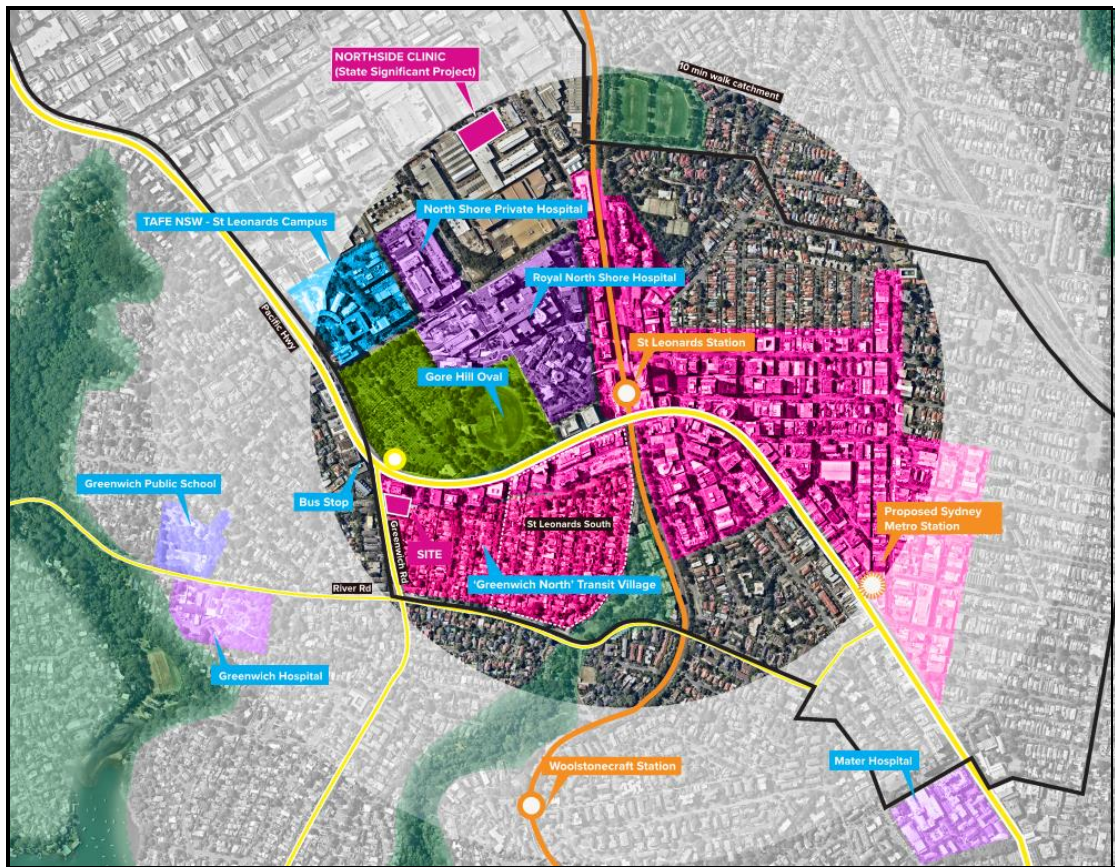 NORTHSIDE CLINIC
(State Significant Project)
10 min walk catchment
North Shore Private Hospital
TAFE NSW - St Leonards Campus
Royal North Shore Hospital
Pacific Hwy
St Leonards Station
Gore Hill Oval
Greenwich Public School
Bus Stop
Proposed Sydney
Metro Station
St Leonards South
Greenwich Rd
SITE
'Greenwich North' Transit Village
River Rd
Greenwich Hospital
Woolstonecraft Station
Mater Hospital